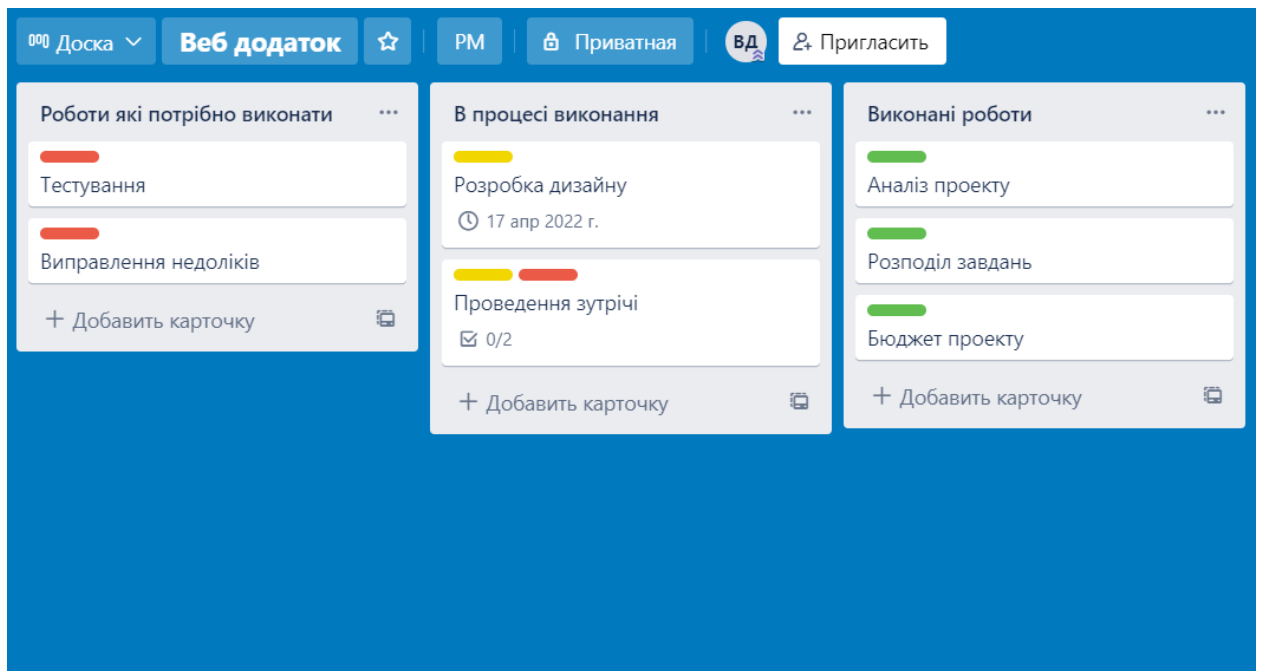 Доска Веб додаток PM Приватная ВД Пригласить
Роботи які потрібно виконати
Тестування
Виправлення недоліків
+ Добавить карточку
В процесі виконання
Розробка дизайну
17 апр 2022 г.
Проведення зутрічі
0/2
+ Добавить карточку
Виконані роботи
Аналіз проекту
Розподіл завдань
Бюджет проекту
+ Добавить карточку